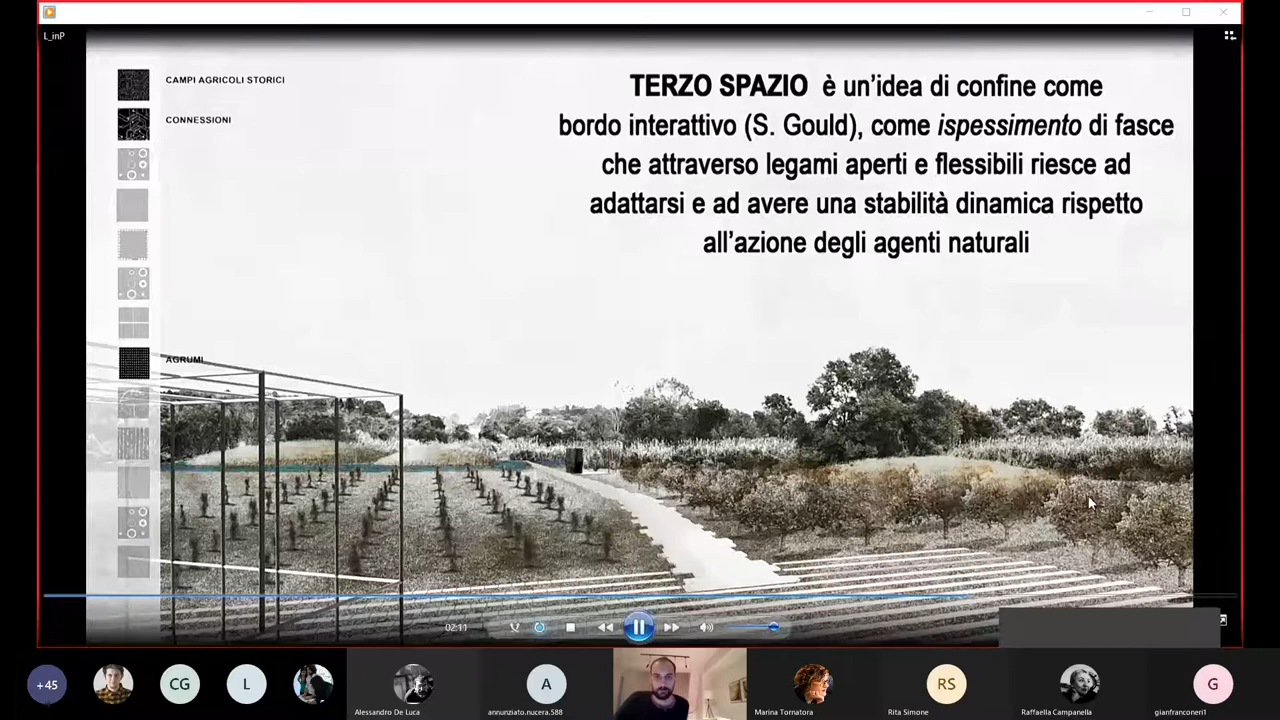 L_inP
CAMPI AGRICOLI STORICI
CONNESSIONI
AGRUMI
TERZO SPAZIO è un’idea di confine come
bordo interattivo (S. Gould), come ispessimento di fasce
che attraverso legami aperti e flessibili riesce ad
adattarsi e ad avere una stabilità dinamica rispetto
all’azione degli agenti naturali
02:11
+45
CG
L
A
RS
G
Alessandro De Luca
annunziato.nucera.588
Marina Tornatora
Rita Simone
Raffaella Campanella
gianfranconeri1